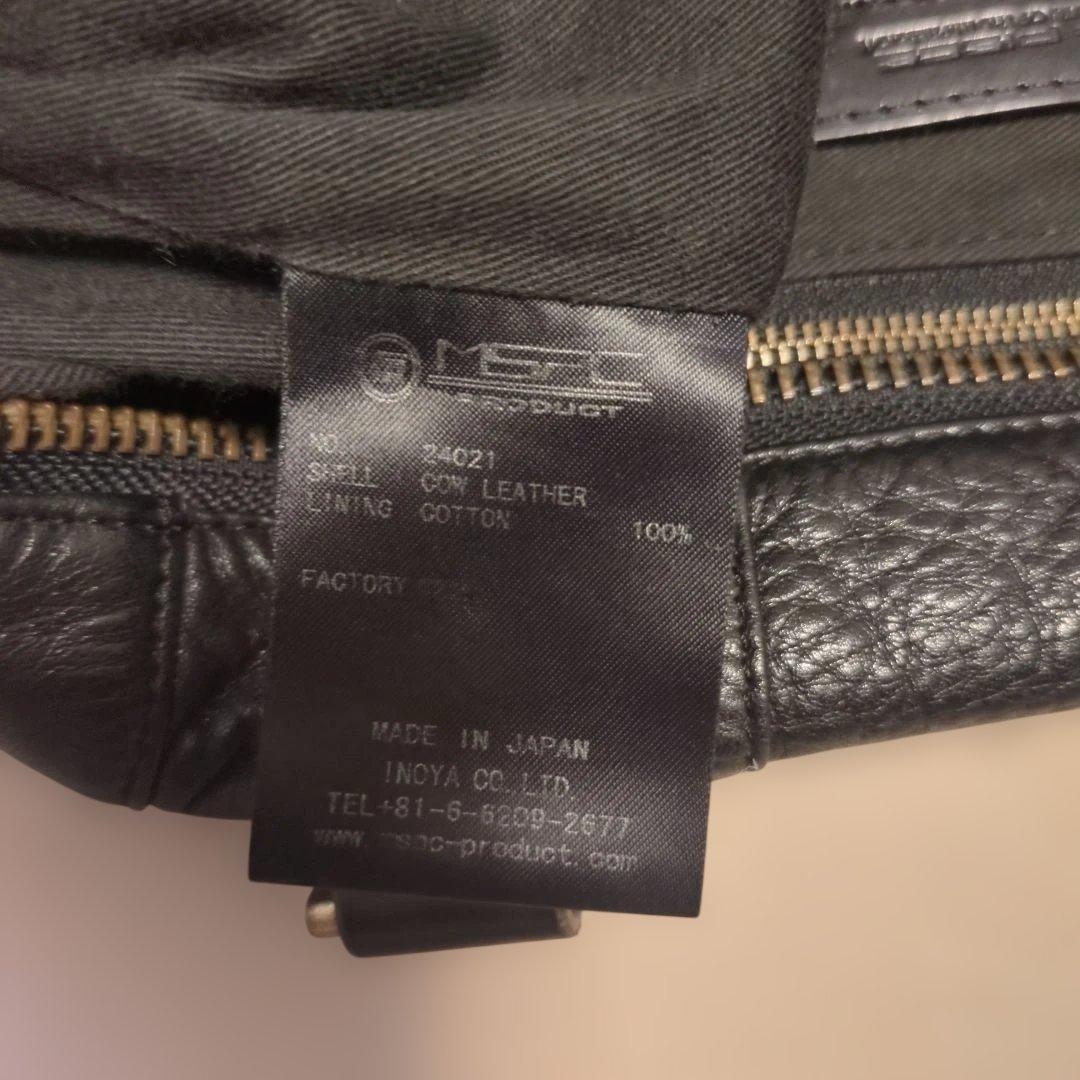 MSPC
PRODUCT
NO. 24021
SHELL COW LEATHER
LINING COTTON 100%
FACTORY
MADE IN JAPAN
INOYA CO. LTD.
TEL+81-6-6209-2677
www.mspc-product.com